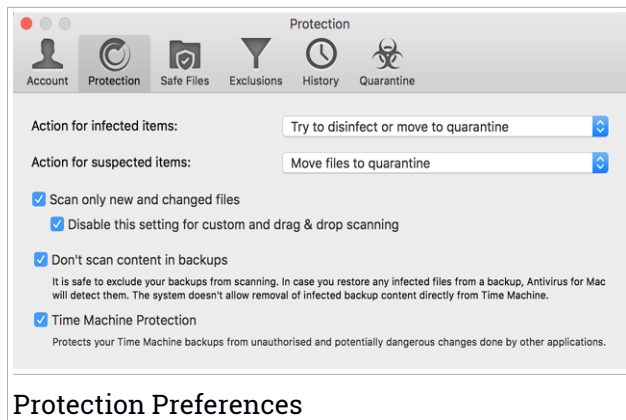 Protection
Account Protection Safe Files Exclusions History Quarantine
Action for infected items: Try to disinfect or move to quarantine
Action for suspected items: Move files to quarantine
Scan only new and changed files
Disable this setting for custom and drag & drop scanning
Don't scan content in backups
It is safe to exclude your backups from scanning. In case you restore any infected files from a backup, Antivirus for Mac
will detect them. The system doesn't allow removal of infected backup content directly from Time Machine.
Time Machine Protection
Protects your Time Machine backups from unauthorised and potentially dangerous changes done by other applications.
Protection Preferences